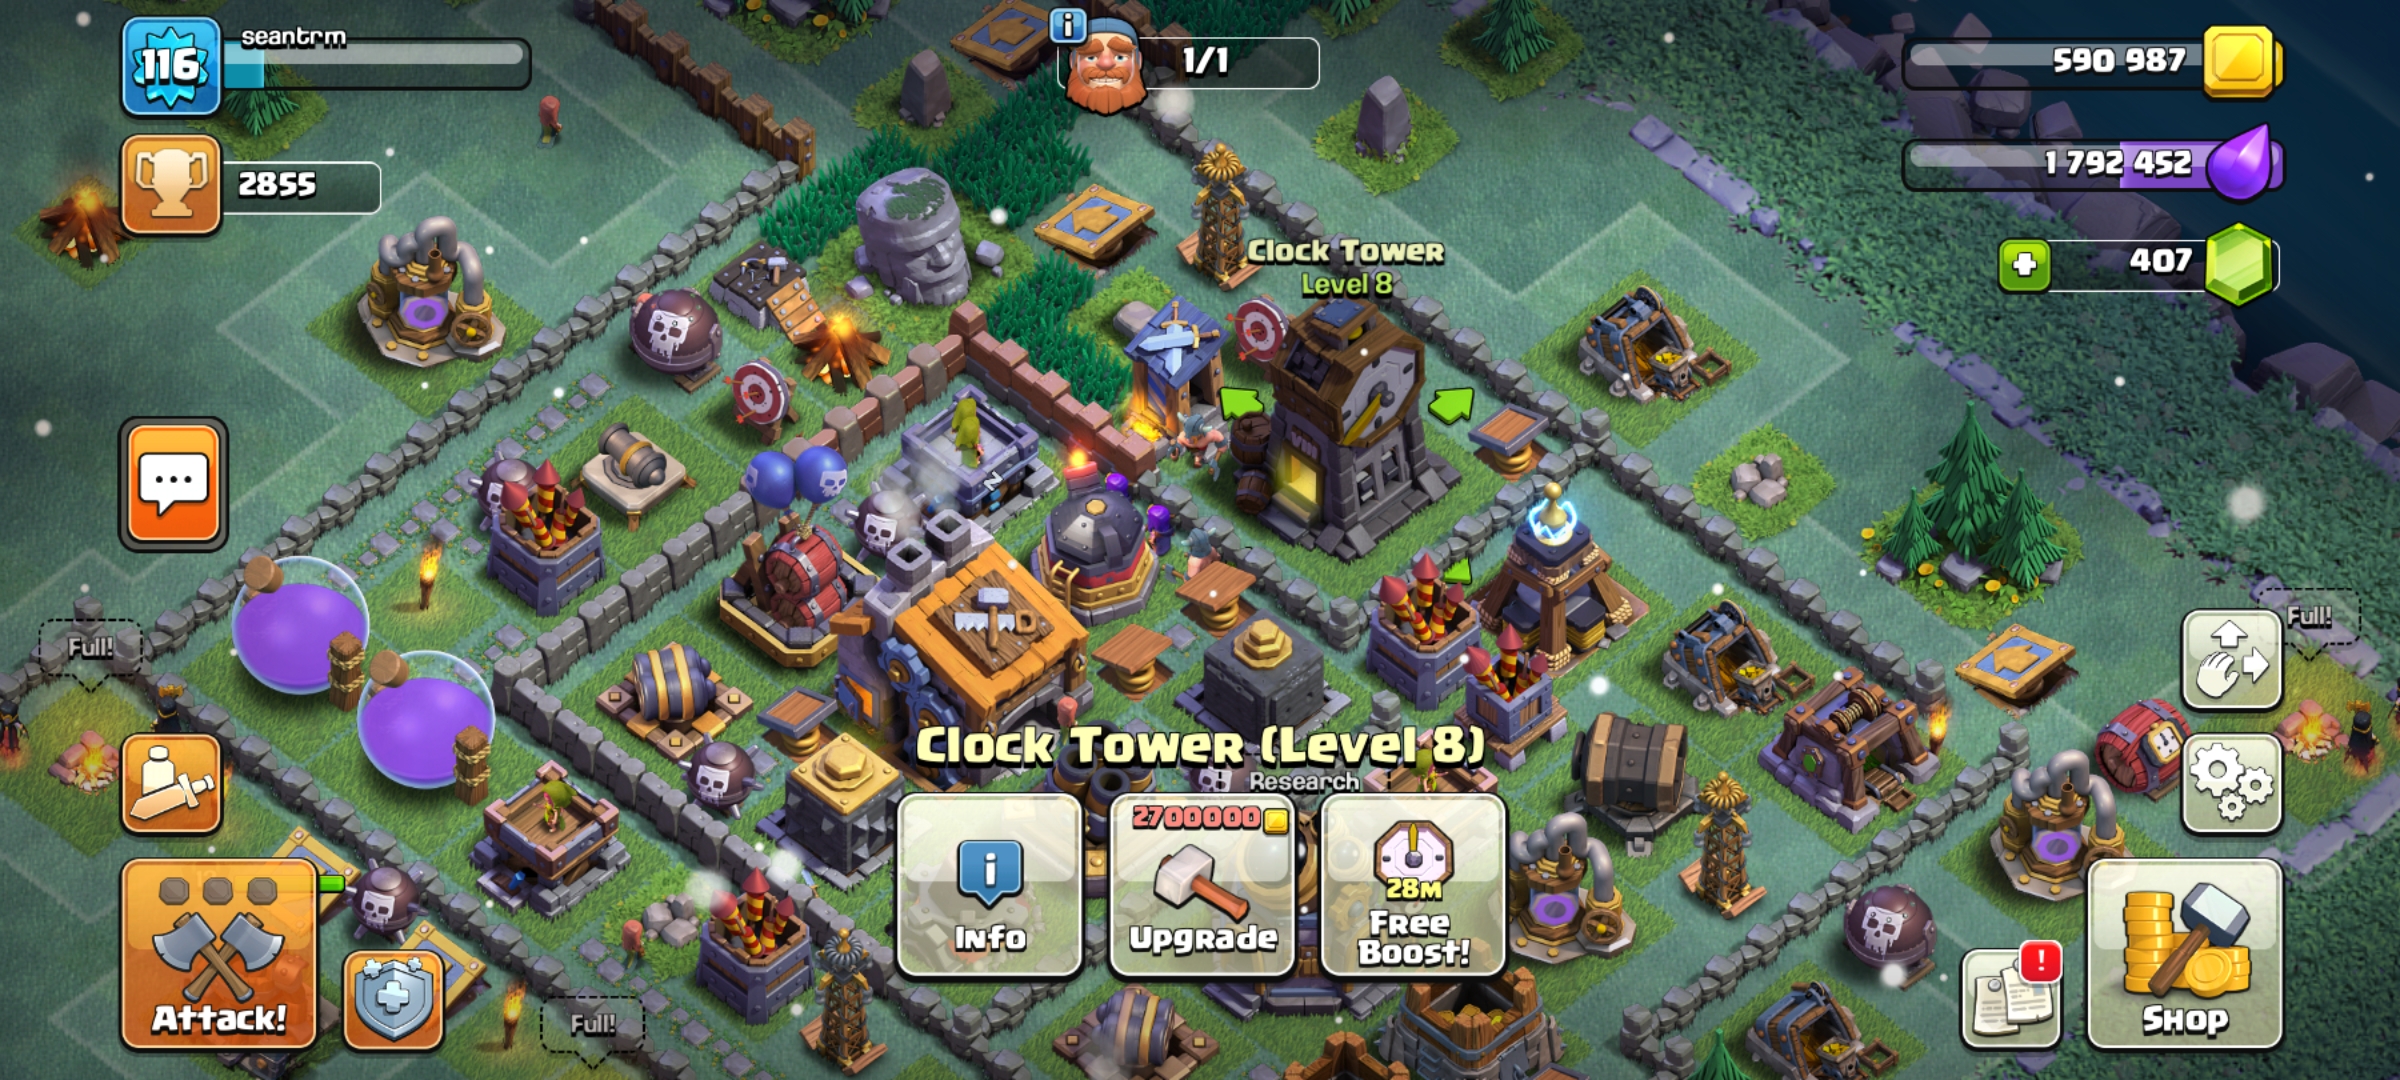 seantrm
116
1/1
590 987
2855
1 792 452
407
Clock Tower
Level 8
z
Full!
Full!
Clock Tower (Level 8)
Research
2700000
28M
Info
Upgrade
Free
Boost!
!
Attack!
Full!
Shop